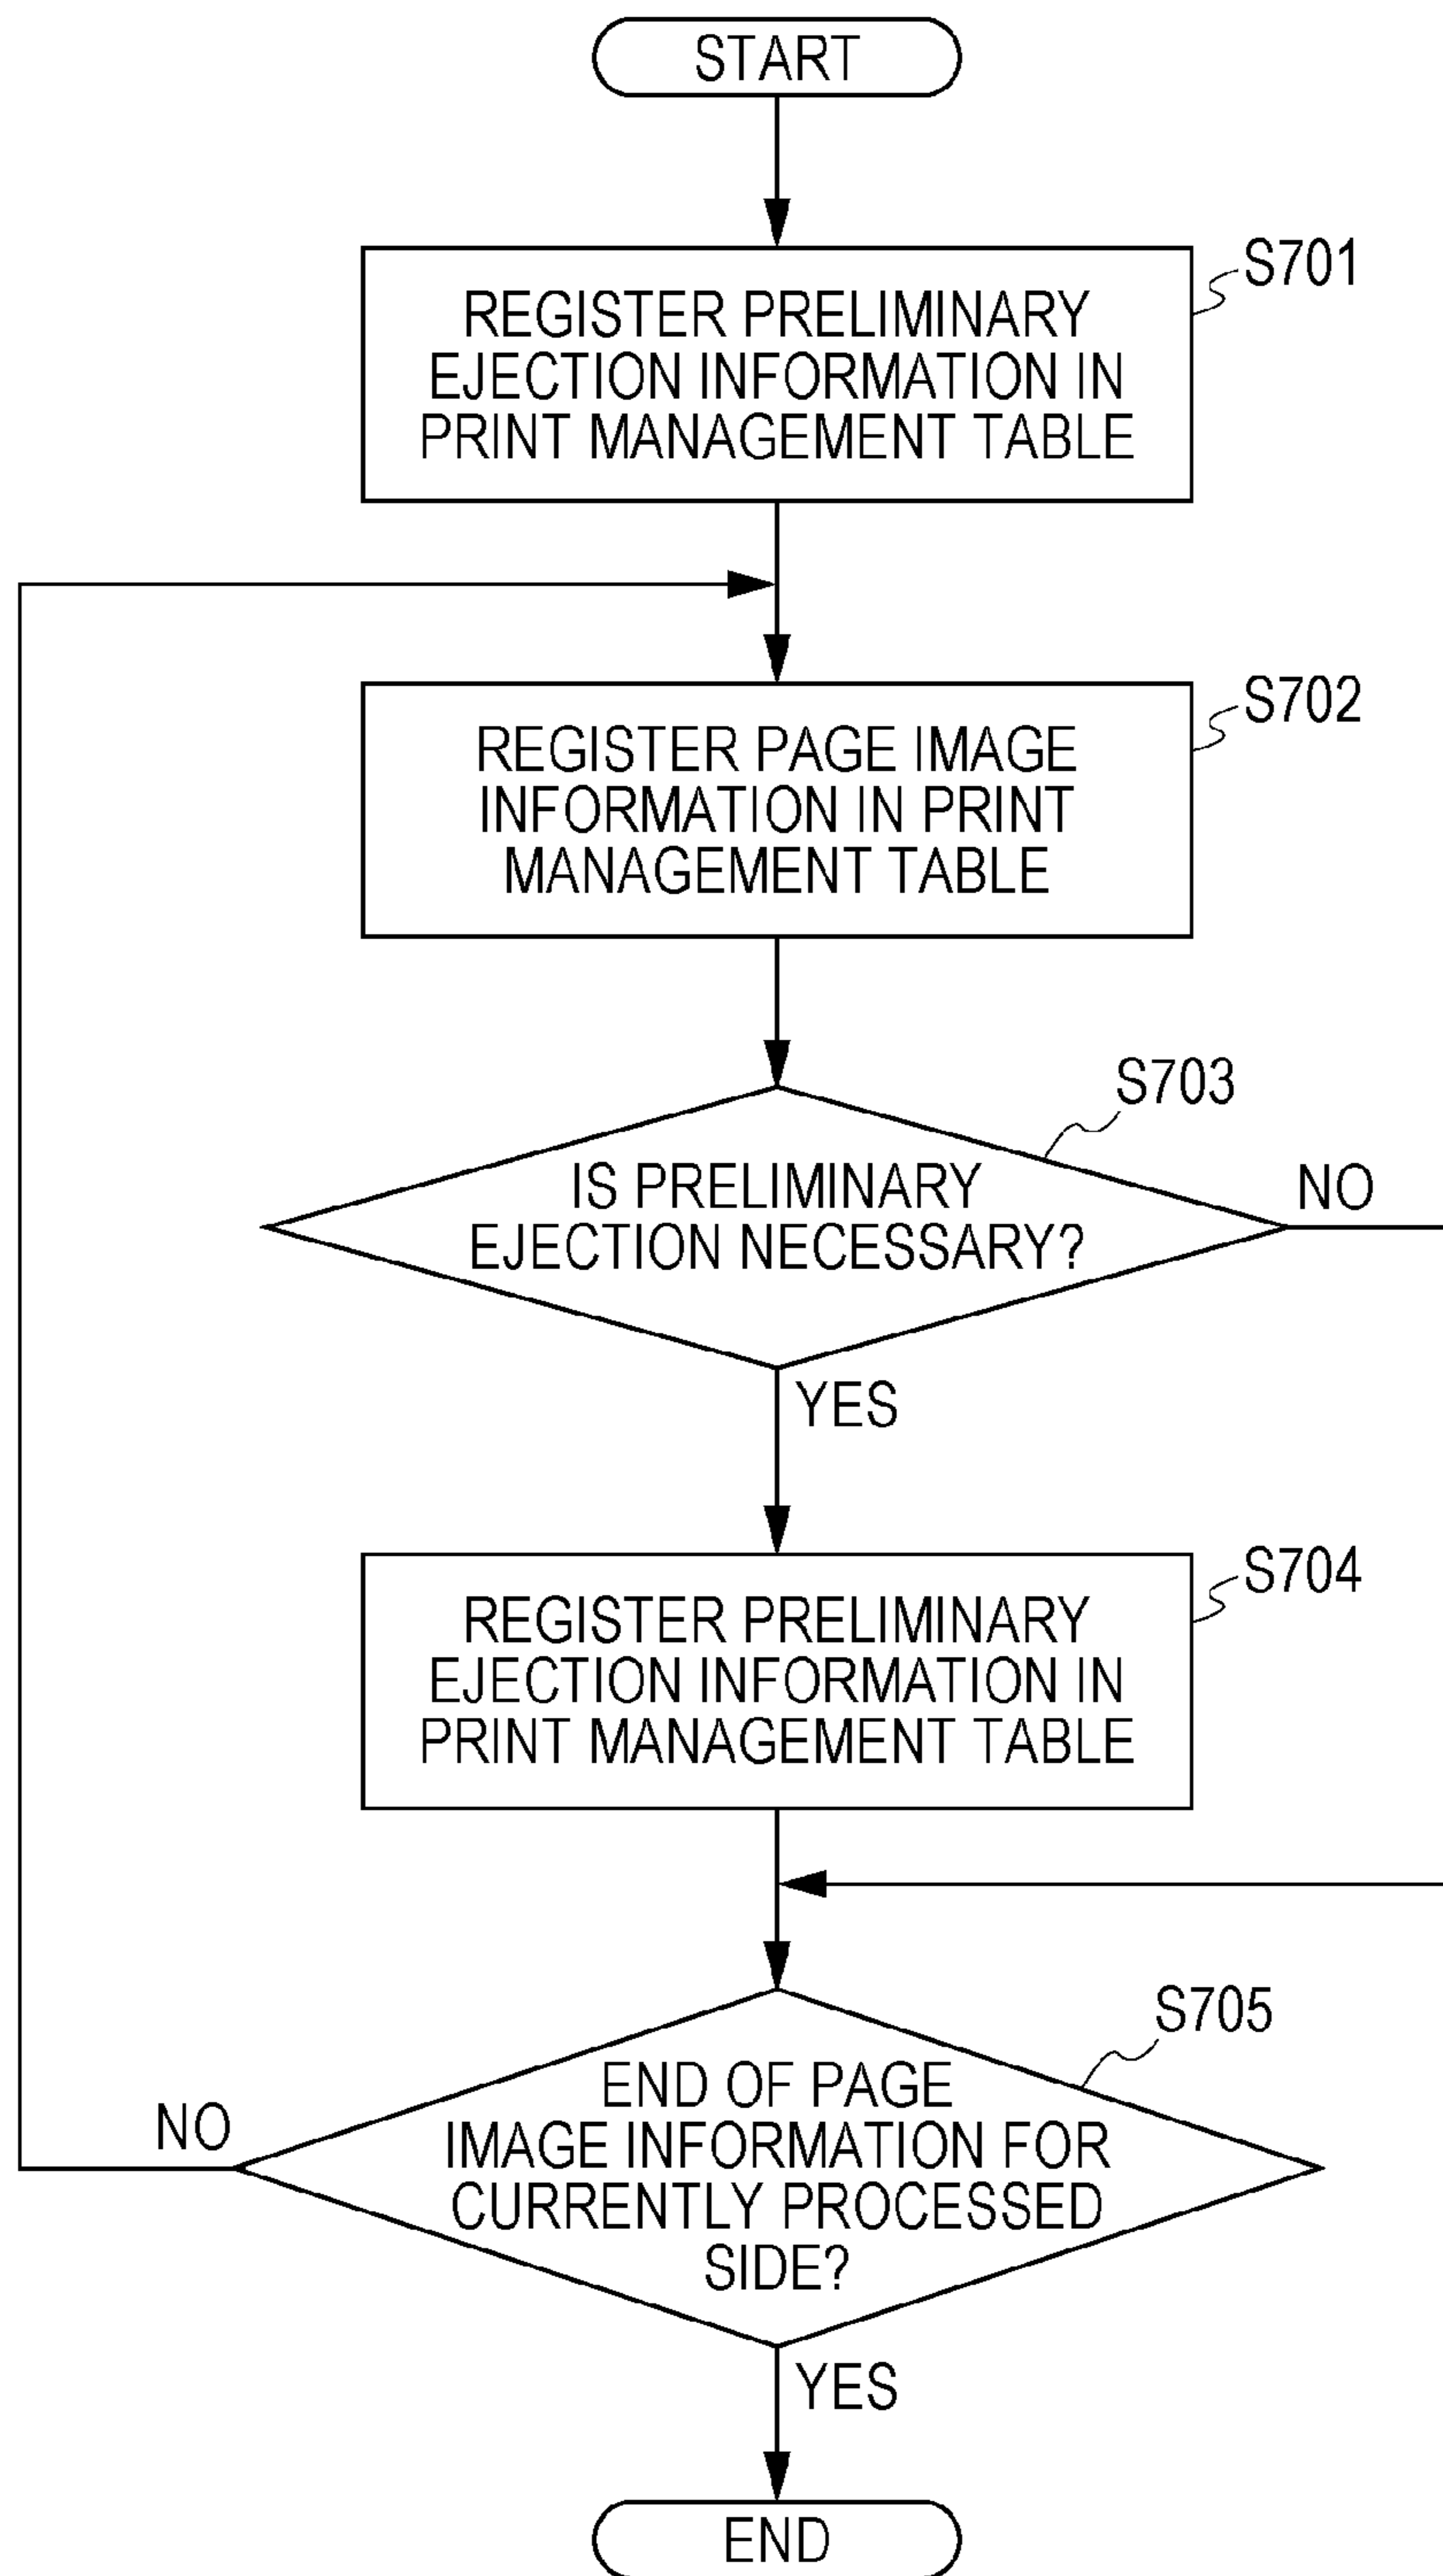 START
S701
REGISTER PRELIMINARY
EJECTION INFORMATION IN
PRINT MANAGEMENT TABLE
S702
REGISTER PAGE IMAGE
INFORMATION IN PRINT
MANAGEMENT TABLE
S703
IS PRELIMINARY
EJECTION NECESSARY?
NO
YES
S704
REGISTER PRELIMINARY
EJECTION INFORMATION IN
PRINT MANAGEMENT TABLE
S705
END OF PAGE
IMAGE INFORMATION FOR
CURRENTLY PROCESSED
SIDE?
NO
YES
END